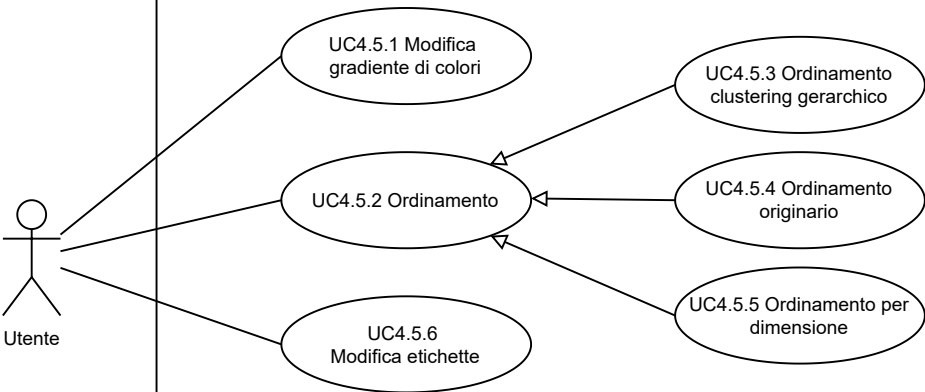 UC4.5.1 Modifica
gradiente di colori
UC4.5.3 Ordinamento
clustering gerarchico
UC4.5.2 Ordinamento
UC4.5.4 Ordinamento
originario
UC4.5.5 Ordinamento per
dimensione
Utente
UC4.5.6
Modifica etichette